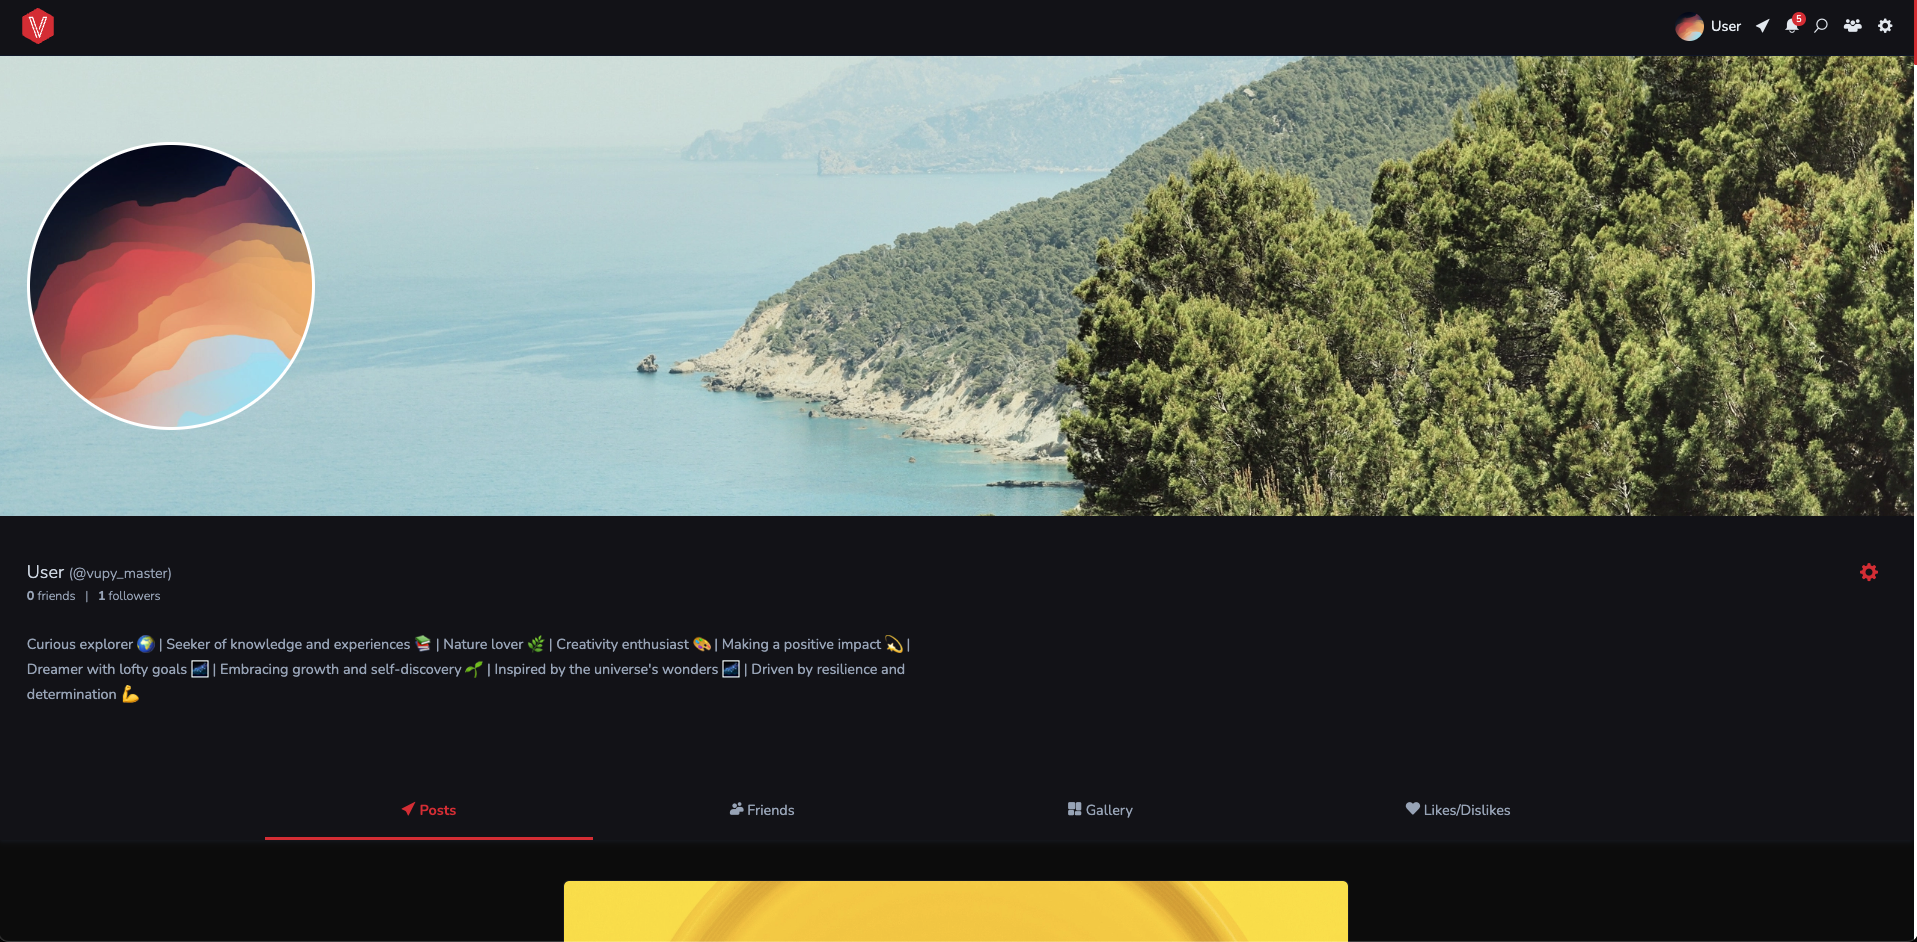 V
User
5
User (@vupy_master)
0 friends | 1 followers
Curious explorer 🌍 | Seeker of knowledge and experiences 📚 | Nature lover 🌿 | Creativity enthusiast 🎨 | Making a positive impact 💫 |
Dreamer with lofty goals 🌌 | Embracing growth and self-discovery 🌱 | Inspired by the universe's wonders 🌌 | Driven by resilience and
determination 💪
Posts
Friends
Gallery
Likes/Dislikes